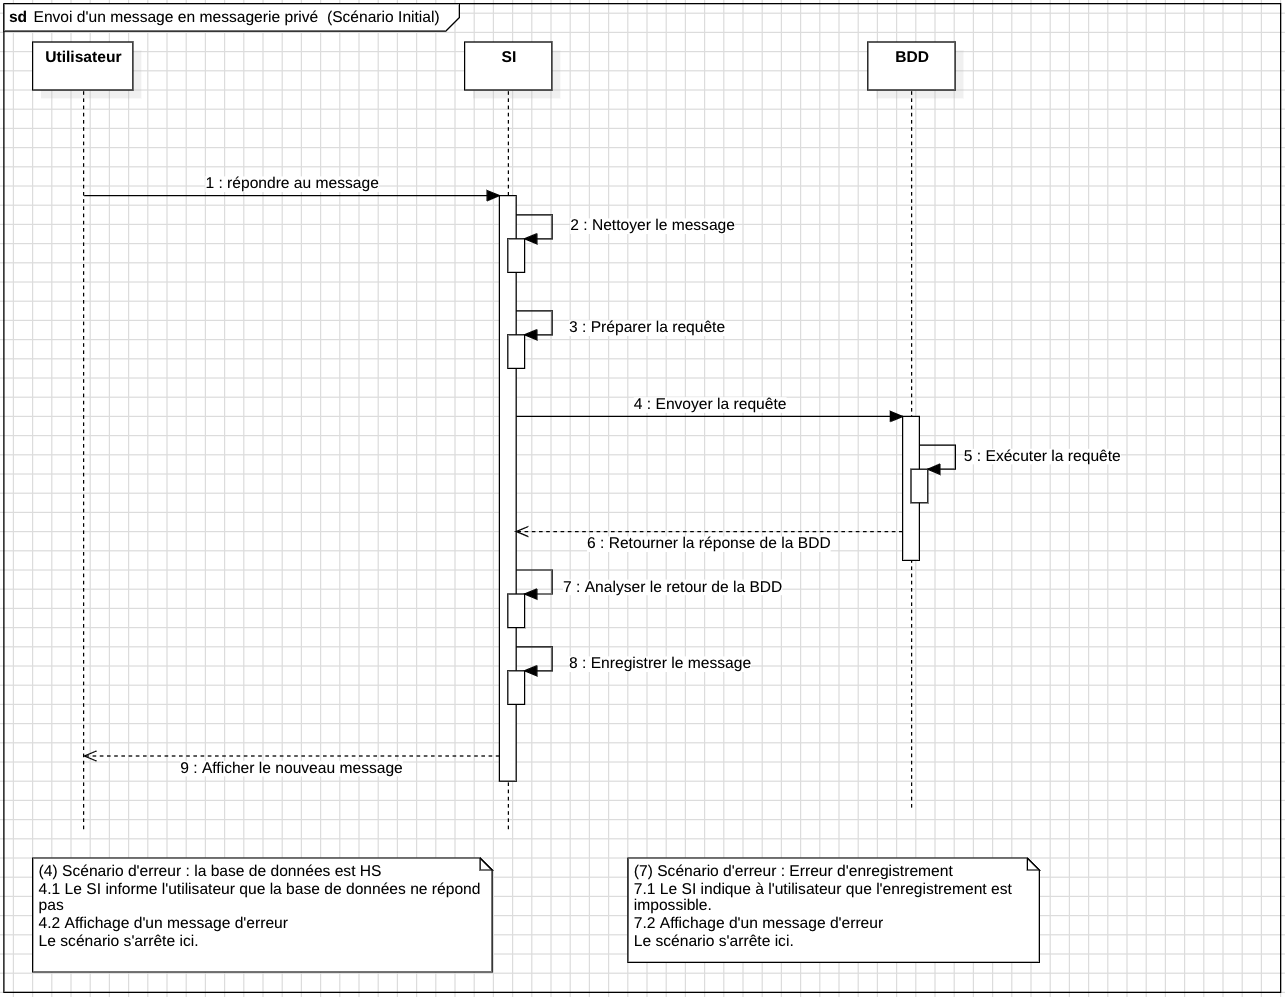 sd Envoi d'un message en messagerie privé (Scénario Initial)
Utilisateur
SI
BDD
1 : répondre au message
2 : Nettoyer le message
3 : Préparer la requête
4 : Envoyer la requête
5 : Exécuter la requête
6 : Retourner la réponse de la BDD
7 : Analyser le retour de la BDD
8 : Enregistrer le message
9 : Afficher le nouveau message
(4) Scénario d'erreur : la base de données est HS
4.1 Le SI informe l'utilisateur que la base de données ne répond
pas
4.2 Affichage d'un message d'erreur
Le scénario s'arrête ici.
(7) Scénario d'erreur : Erreur d'enregistrement
7.1 Le SI indique à l'utilisateur que l'enregistrement est
impossible.
7.2 Affichage d'un message d'erreur
Le scénario s'arrête ici.